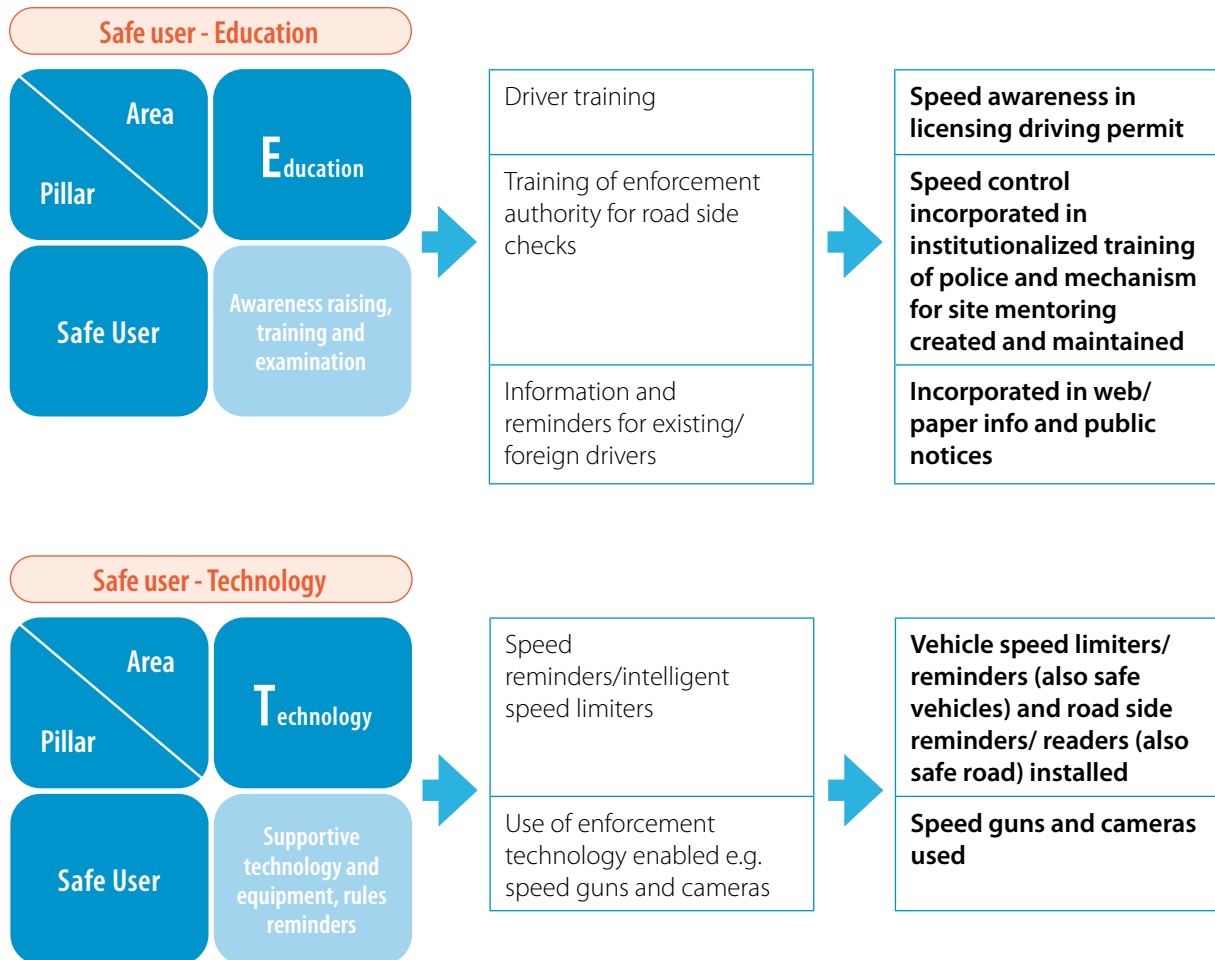 Safe user - Education
Area
Pillar
Education
Safe User
Awareness raising,
training and
examination
Driver training
Training of enforcement
authority for road side
checks
Information and
reminders for existing/
foreign drivers
Speed awareness in
licensing driving permit
Speed control
incorporated in
institutionalized training
of police and mechanism
for site mentoring
created and maintained
Incorporated in web/
paper info and public
notices
Safe user - Technology
Area
Pillar
Technology
Safe User
Supportive
technology and
equipment, rules
reminders
Speed
reminders/intelligent
speed limiters
Use of enforcement
technology enabled e.g.
speed guns and cameras
Vehicle speed limiters/
reminders (also safe
vehicles) and road side
reminders/ readers (also
safe road) installed
Speed guns and cameras
used